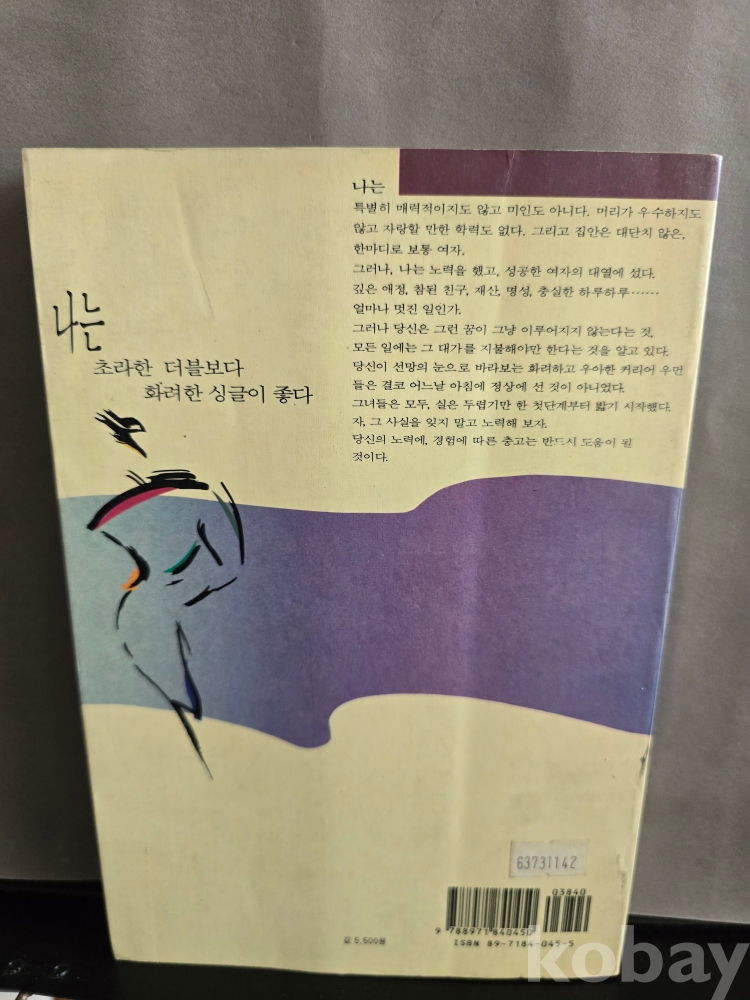 나는
초라한 더블보다
화려한 싱글이 좋다
나는
특별히 매력적이지도 않고 미인도 아니다. 머리가 우수하지도
않고 자랑할 만한 학력도 없다. 그리고 집안은 대단치 않은,
한마디로 보통 여자.
그러나, 나는 노력을 했고, 성공한 여자의 대열에 섰다.
깊은 애정, 참된 친구, 재산, 명성, 충실한 하루하루……
얼마나 멋진 일인가.
그러나 당신은 그런 꿈이 그냥 이루어지지 않는다는 것,
모든 일에는 그 대가를 지불해야만 한다는 것을 알고 있다.
당신이 선망의 눈으로 바라보는 화려하고 우아한 커리어 우먼
들은 결코 어느날 아침에 정상에 선 것이 아니었다.
그녀들은 모두, 실은 두렵기만 한 첫단계부터 밟기 시작했다.
자, 그 사실을 잊지 말고 노력해 보자.
당신의 노력에, 경험에 따른 충고는 반드시 도움이 될
것이다.
63731142
03840
9 788971 840450
ISBN 89-7184-045-5
값 5,500원
kobay